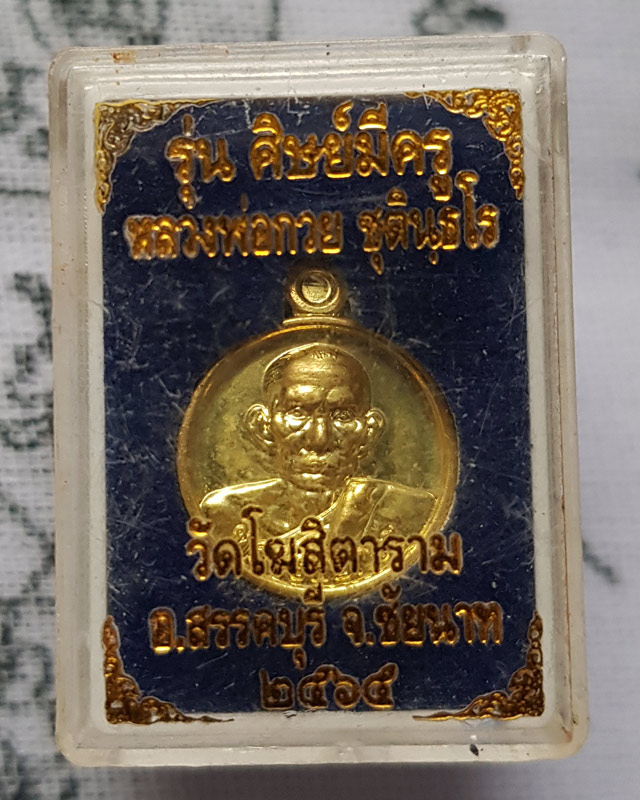 รุ่น ศิษย์มีครู
หลวงพ่อกวย ชุตินฺธโร
วัดโฆสิตาราม
อ.สรรคบุรี จ.ชัยนาท
๒๕๖๕